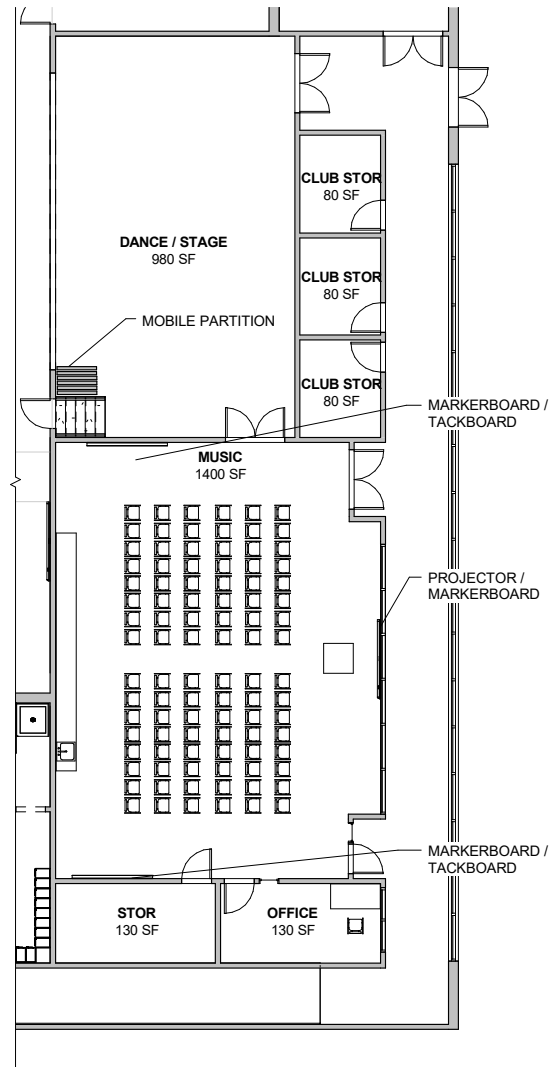 CLUB STOR
80 SF
DANCE / STAGE
980 SF
CLUB STOR
80 SF
MOBILE PARTITION
CLUB STOR
80 SF
MARKERBOARD /
TACKBOARD
MUSIC
1400 SF
PROJECTOR /
MARKERBOARD
MARKERBOARD /
TACKBOARD
STOR
130 SF
OFFICE
130 SF